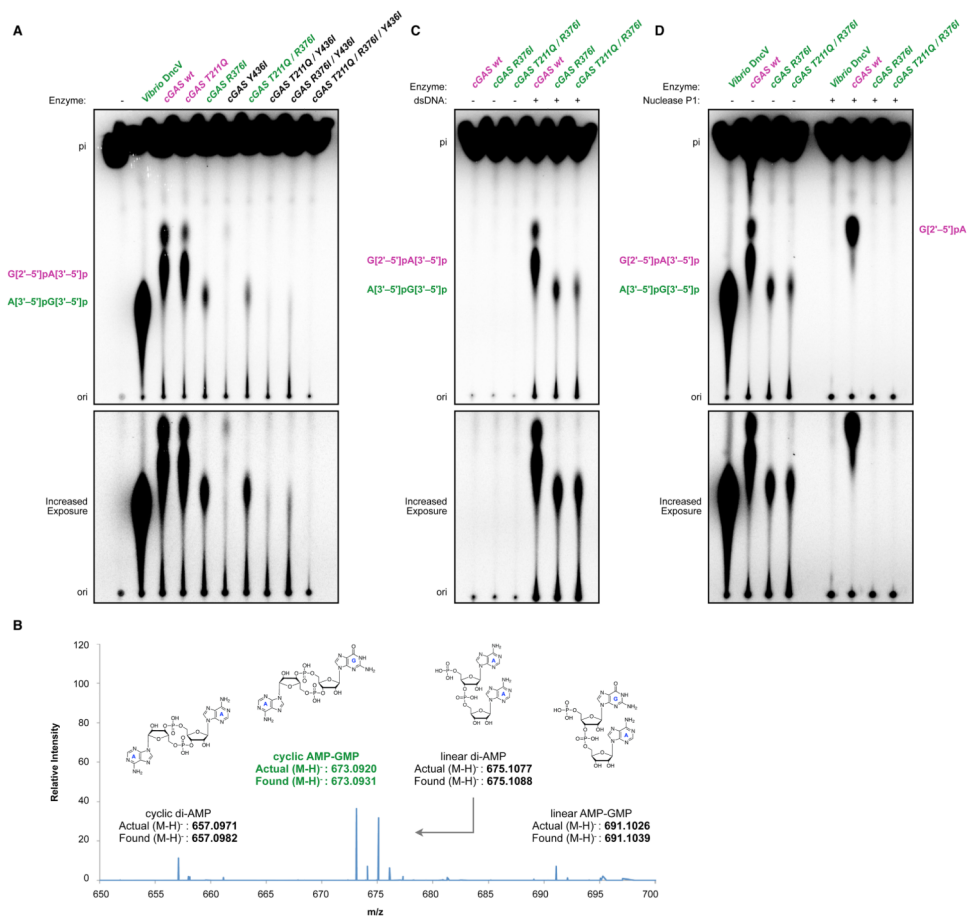 A
Enzyme:
-
Vibrio DncV
cGAS wt
cGAS T211Q
cGAS R376I
cGAS Y436I
cGAS T211Q / R376I
cGAS T211Q / Y436I
cGAS R376I / Y436I
cGAS T211Q / R376I / Y436I
pi
G[2'–5']pA[3'–5']p
A[3'–5']pG[3'–5']p
ori
Increased
Exposure
ori
C
Enzyme:
cGAS wt
cGAS R376I
cGAS T211Q / R376I
cGAS wt
cGAS R376I
cGAS T211Q / R376I
dsDNA: - - - + + +
pi
G[2'–5']pA[3'–5']p
A[3'–5']pG[3'–5']p
ori
Increased
Exposure
ori
D
Enzyme:
Vibrio DncV
cGAS wt
cGAS R376I
cGAS T211Q / R376I
Vibrio DncV
cGAS wt
cGAS R376I
cGAS T211Q / R376I
Nuclease P1: - - - - + + + +
pi
G[2'–5']pA
G[2'–5']pA[3'–5']p
A[3'–5']pG[3'–5']p
ori
Increased
Exposure
ori
B
Relative Intensity
120
100
80
60
40
20
0
cyclic di-AMP
Actual (M-H)- : 657.0971
Found (M-H)- : 657.0982
cyclic AMP-GMP
Actual (M-H)- : 673.0920
Found (M-H)- : 673.0931
linear di-AMP
Actual (M-H)- : 675.1077
Found (M-H)- : 675.1088
linear AMP-GMP
Actual (M-H)- : 691.1026
Found (M-H)- : 691.1039
650 655 660 665 670 675 680 685 690 695 700
m/z